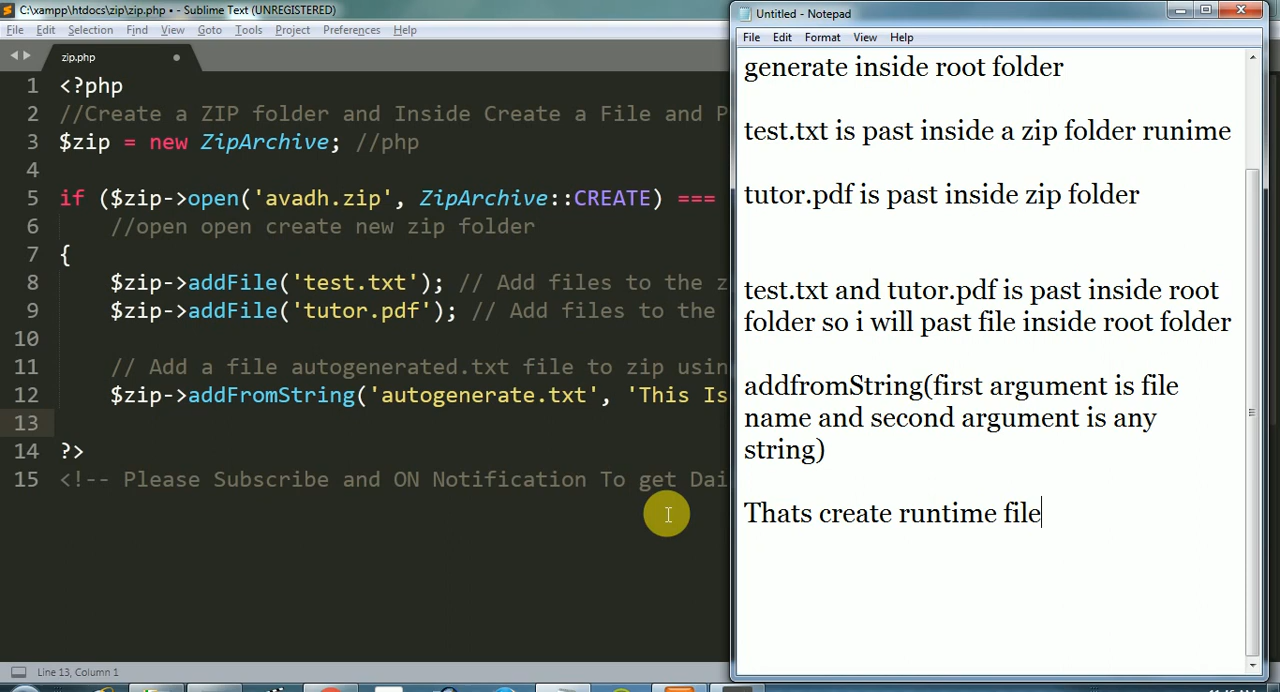 C:\xampp\htdocs\zip\zip.php • - Sublime Text (UNREGISTERED)
File Edit Selection Find View Goto Tools Project Preferences Help
zip.php
1 <?php
2 //Create a ZIP folder and Inside Create a File and P
3 $zip = new ZipArchive; //php
4
5 if ($zip->open('avadh.zip', ZipArchive::CREATE) ===
6 //open open create new zip folder
7 {
8 $zip->addFile('test.txt'); // Add files to the z
9 $zip->addFile('tutor.pdf'); // Add files to the
10
11 // Add a file autogenerated.txt file to zip usin
12 $zip->addFromString('autogenerate.txt', 'This Is
13
14 ?>
15 <!-- Please Subscribe and ON Notification To get Dai
Line 13, Column 1
Untitled - Notepad
File Edit Format View Help
generate inside root folder
test.txt is past inside a zip folder runime
tutor.pdf is past inside zip folder
test.txt and tutor.pdf is past inside root
folder so i will past file inside root folder
addfromString(first argument is file
name and second argument is any
string)
Thats create runtime file